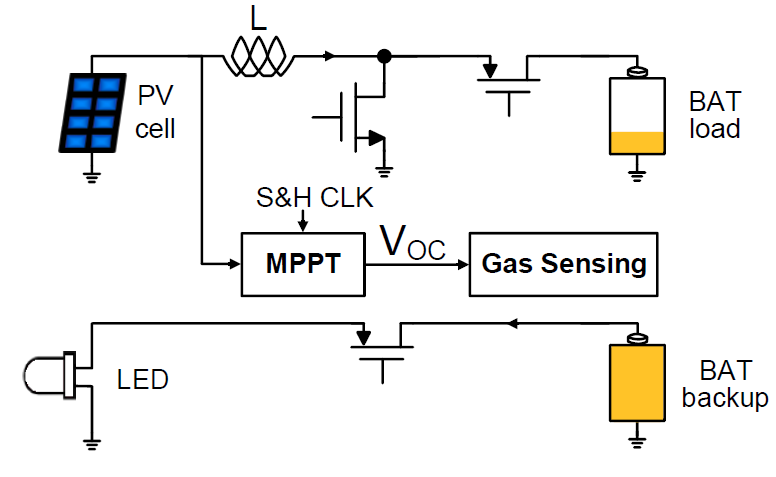 L
PV
cell
BAT
load
S&H CLK
MPPT
VOC
Gas Sensing
LED
BAT
backup